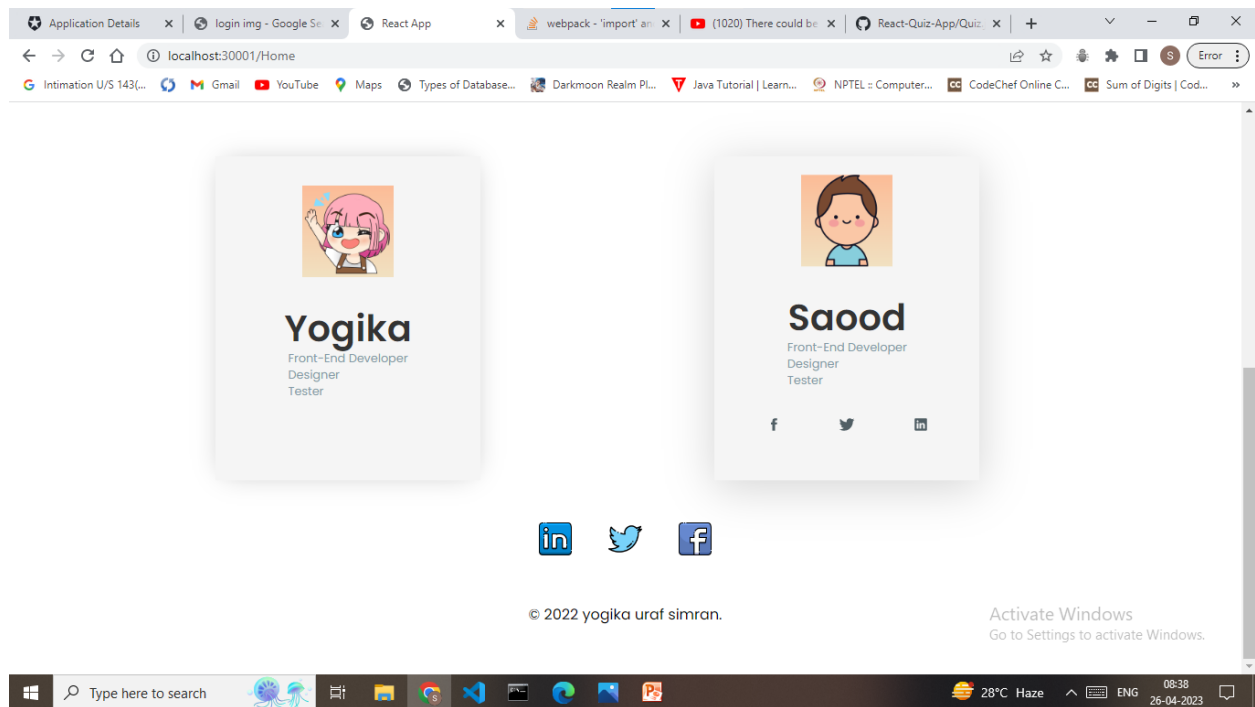 Application Details
login img - Google Se
React App
webpack - 'import' an
(1020) There could be
React-Quiz-App/Quiz
localhost:30001/Home
S
Error
Intimation U/S 143(...
Gmail
YouTube
Maps
Types of Database...
Darkmoon Realm Pl...
Java Tutorial | Learn...
NPTEL :: Computer...
CodeChef Online C...
Sum of Digits | Cod...
»
Yogika
Front-End Developer
Designer
Tester
Saood
Front-End Developer
Designer
Tester
f
in
in
f
© 2022 yogika uraf simran.
Activate Windows
Go to Settings to activate Windows.
Type here to search
28°C Haze
ENG
08:38
26-04-2023